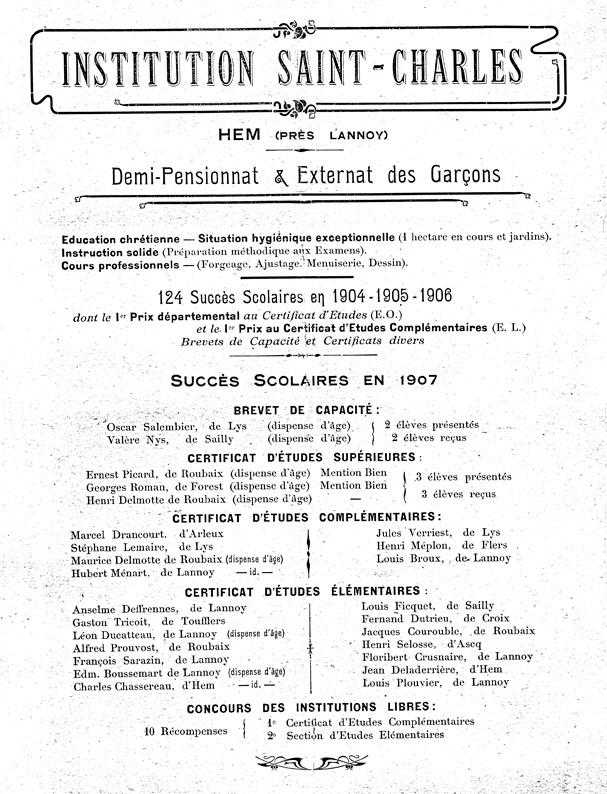 INSTITUTION SAINT-CHARLES
HEM (PRÈS LANNOY)
Demi-Pensionnat & Externat des Garçons
Education chrétienne — Situation hygiénique exceptionnelle (1 hectare en cours et jardins).
Instruction solide (Préparation méthodique aux Examens).
Cours professionnels — (Forgeage, Ajustage, Menuiserie, Dessin).
124 Succès Scolaires en 1904-1905-1906
dont le 1er Prix départemental au Certificat d'Etudes (E.O.)
et le 1er Prix au Certificat d'Etudes Complémentaires (E. L.)
Brevets de Capacité et Certificats divers
SUCCÈS SCOLAIRES EN 1907
BREVET DE CAPACITÉ :
Oscar Salembier, de Lys (dispense d'âge) 2 élèves présentés
Valère Nys, de Sailly (dispense d'âge) 2 élèves reçus
CERTIFICAT D'ÉTUDES SUPÉRIEURES :
Ernest Picard, de Roubaix (dispense d'âge) Mention Bien
Georges Roman, de Forest (dispense d'âge) Mention Bien
Henri Delmotte de Roubaix (dispense d'âge) —
3 élèves présentés
3 élèves reçus
CERTIFICAT D'ÉTUDES COMPLÉMENTAIRES :
Marcel Drancourt, d'Arleux
Stéphane Lemaire, de Lys
Maurice Delmotte de Roubaix (dispense d'âge)
Hubert Ménart, de Lannoy — id. —
Jules Verriest, de Lys
Henri Méplon, de Flers
Louis Broux, de Lannoy
CERTIFICAT D'ÉTUDES ÉLÉMENTAIRES :
Anselme Deffrennes, de Lannoy
Gaston Tricoit, de Toufflers
Léon Ducatteau, de Lannoy (dispense d'âge)
Alfred Prouvost, de Roubaix
François Sarazin, de Lannoy
Edm. Boussemart de Lannoy (dispense d'âge)
Charles Chassereau, d'Hem — id. —
Louis Ficquet, de Sailly
Fernand Dutrieu, de Croix
Jacques Courouble, de Roubaix
Henri Selosse, d'Ascq
Floribert Crusnaire, de Lannoy
Jean Deladerrière, d'Hem
Louis Plouvier, de Lannoy
CONCOURS DES INSTITUTIONS LIBRES :
10 Récompenses
1o Certificat d'Etudes Complémentaires
2o Section d'Etudes Elémentaires